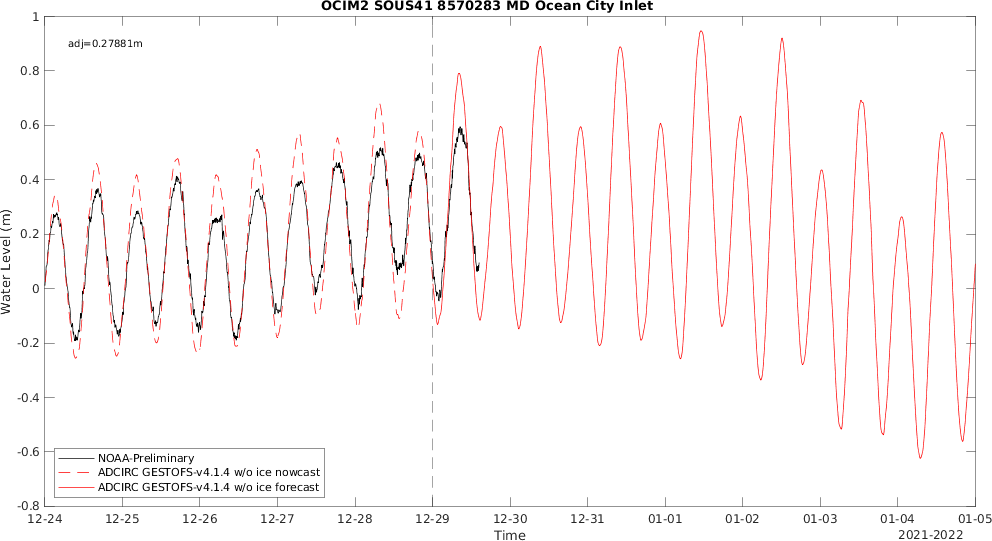 OCIM2 SOUS41 8570283 MD Ocean City Inlet
adj=0.27881m
1
0.8
0.6
0.4
0.2
0
-0.2
-0.4
-0.6
-0.8
Water Level (m)
NOAA-Preliminary
ADCIRC GESTOFS-v4.1.4 w/o ice nowcast
ADCIRC GESTOFS-v4.1.4 w/o ice forecast
12-24 12-25 12-26 12-27 12-28 12-29 12-30 12-31 01-01 01-02 01-03 01-04 01-05
Time
2021-2022